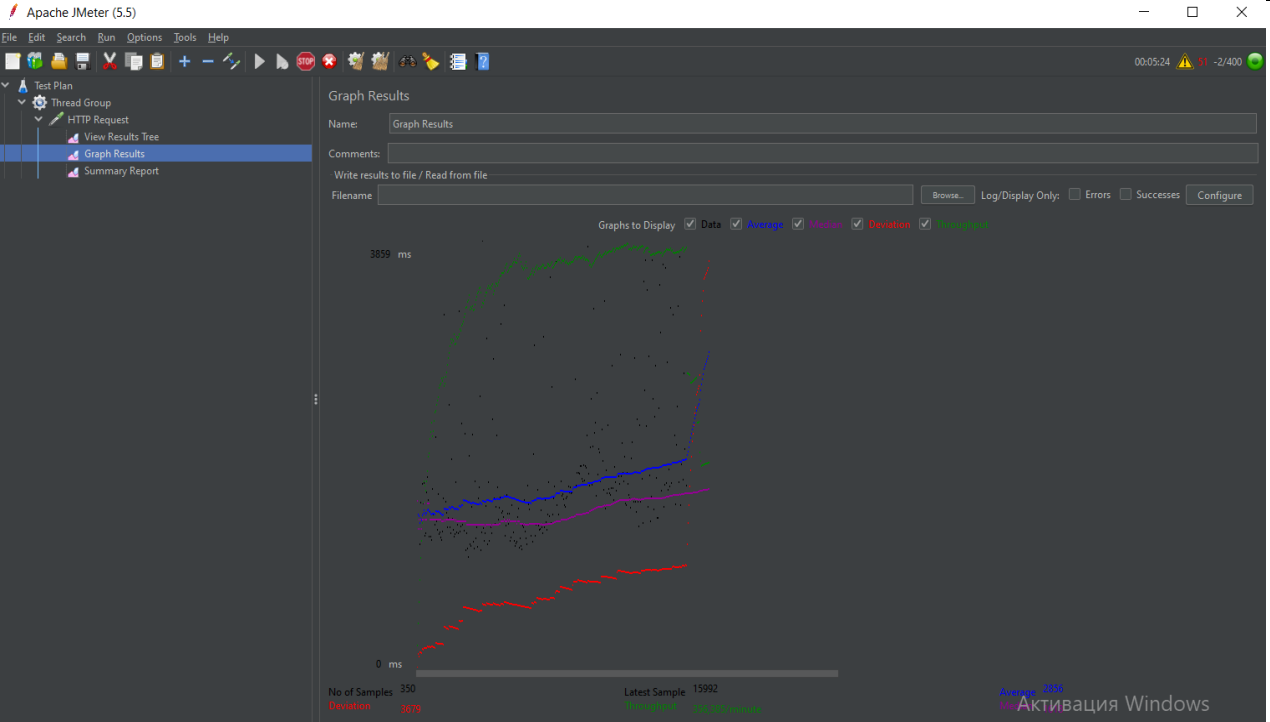 Apache JMeter (5.5)
File Edit Search Run Options Tools Help
STOP 00:05:24 51 -2/400
Test Plan
Thread Group
HTTP Request
View Results Tree
Graph Results
Summary Report
Graph Results
Name: Graph Results
Comments:
Write results to file / Read from file
Filename Browse... Log/Display Only: Errors Successes Configure
Graphs to Display Data Average Median Deviation Throughput
3859 ms
0 ms
No of Samples 350 Latest Sample 15992 Average 2856
Deviation 3679 Throughput
Активация Windows